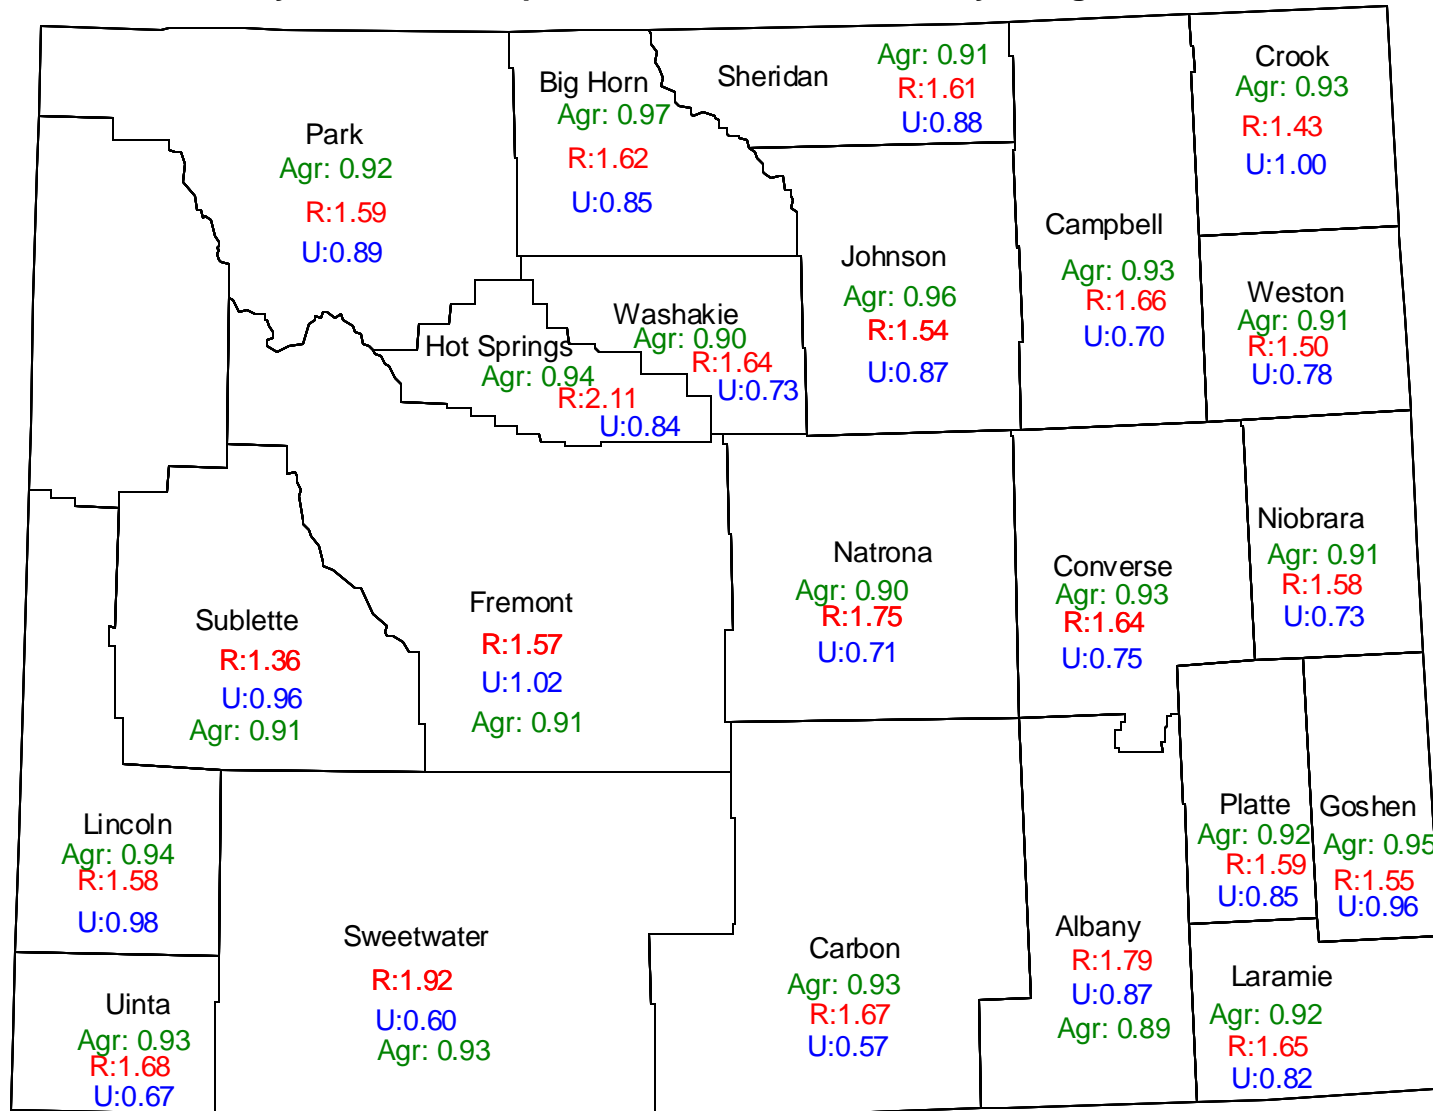 Park
Agr: 0.92
R:1.59
U:0.89
Big Horn
Agr: 0.97
R:1.62
U:0.85
Sheridan
Agr: 0.91
R:1.61
U:0.88
Crook
Agr: 0.93
R:1.43
U:1.00
Campbell
Agr: 0.93
R:1.66
U:0.70
Johnson
Agr: 0.96
R:1.54
U:0.87
Weston
Agr: 0.91
R:1.50
U:0.78
Washakie
Agr: 0.90
R:1.64
U:0.73
Hot Springs
Agr: 0.94
R:2.11
U:0.84
Niobrara
Agr: 0.91
R:1.58
U:0.73
Natrona
Agr: 0.90
R:1.75
U:0.71
Converse
Agr: 0.93
R:1.64
U:0.75
Fremont
R:1.57
U:1.02
Agr: 0.91
Sublette
R:1.36
U:0.96
Agr: 0.91
Lincoln
Agr: 0.94
R:1.58
U:0.98
Platte
Agr: 0.92
R:1.59
U:0.85
Goshen
Agr: 0.95
R:1.55
U:0.96
Sweetwater
R:1.92
U:0.60
Agr: 0.93
Carbon
Agr: 0.93
R:1.67
U:0.57
Albany
R:1.79
U:0.87
Agr: 0.89
Laramie
Agr: 0.92
R:1.65
U:0.82
Uinta
Agr: 0.93
R:1.68
U:0.67